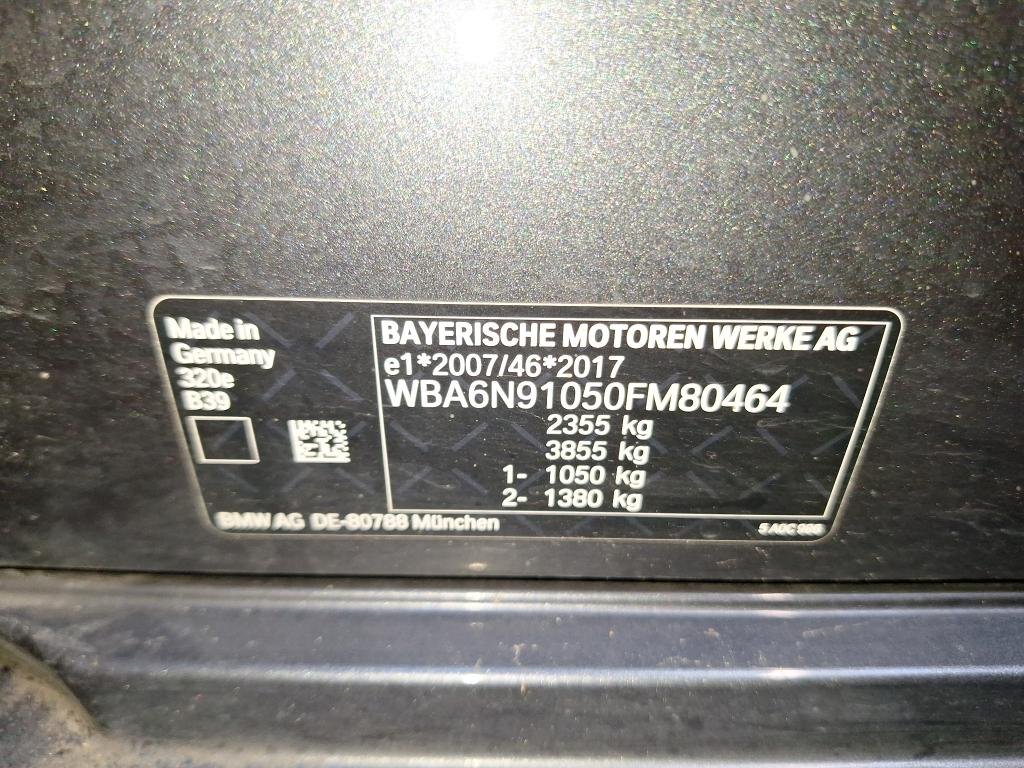 Made in
Germany
320e
B39
BAYERISCHE MOTOREN WERKE AG
e1*2007/46*2017
WBA6N91050FM80464
2355 kg
3855 kg
1- 1050 kg
2- 1380 kg
BMW AG DE-80788 München